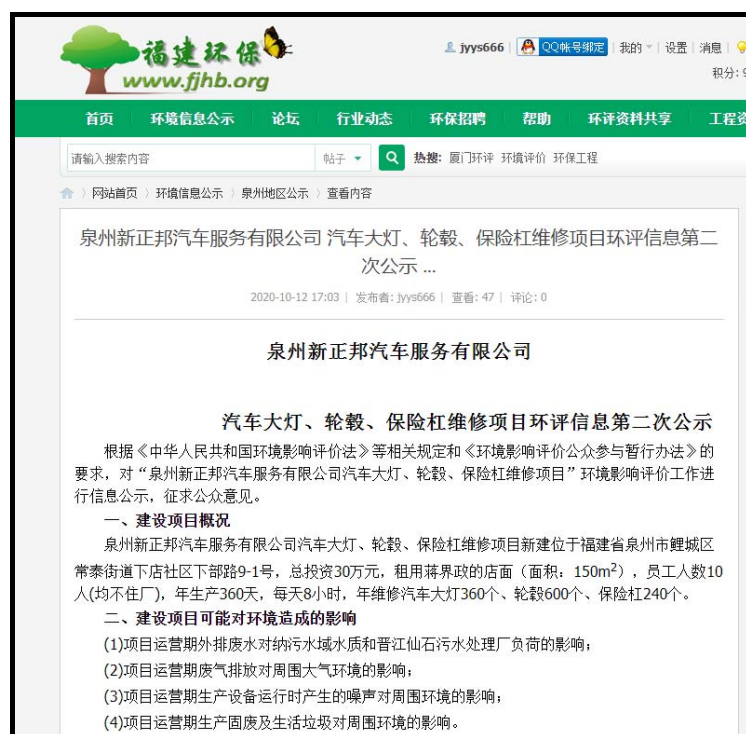 福建环保
www.fjhb.org
jyys666 | QQ帐号绑定 | 我的 | 设置 | 消息 |
积分: 9
首页 环境信息公示 论坛 行业动态 环保招聘 帮助 环评资料共享 工程资
请输入搜索内容 帖子 热搜: 厦门环评 环境评价 环保工程
网站首页 › 环境信息公示 › 泉州地区公示 › 查看内容
泉州新正邦汽车服务有限公司 汽车大灯、轮毂、保险杠维修项目环评信息第二
次公示 ...
2020-10-12 17:03 | 发布者: jyys666 | 查看: 47 | 评论: 0
泉州新正邦汽车服务有限公司
汽车大灯、轮毂、保险杠维修项目环评信息第二次公示
根据《中华人民共和国环境影响评价法》等相关规定和《环境影响评价公众参与暂行办法》的
要求，对“泉州新正邦汽车服务有限公司汽车大灯、轮毂、保险杠维修项目”环境影响评价工作进
行信息公示，征求公众意见。
一、建设项目概况
泉州新正邦汽车服务有限公司汽车大灯、轮毂、保险杠维修项目新建位于福建省泉州市鲤城区
常泰街道下店社区下部路9-1号，总投资30万元，租用蒋界政的店面（面积：150m²），员工人数10
人(均不住厂)，年生产360天，每天8小时，年维修汽车大灯360个、轮毂600个、保险杠240个。
二、建设项目可能对环境造成的影响
(1)项目运营期外排废水对纳污水域水质和晋江仙石污水处理厂负荷的影响；
(2)项目运营期废气排放对周围大气环境的影响；
(3)项目运营期生产设备运行时产生的噪声对周围环境的影响；
(4)项目运营期生产固废及生活垃圾对周围环境的影响。